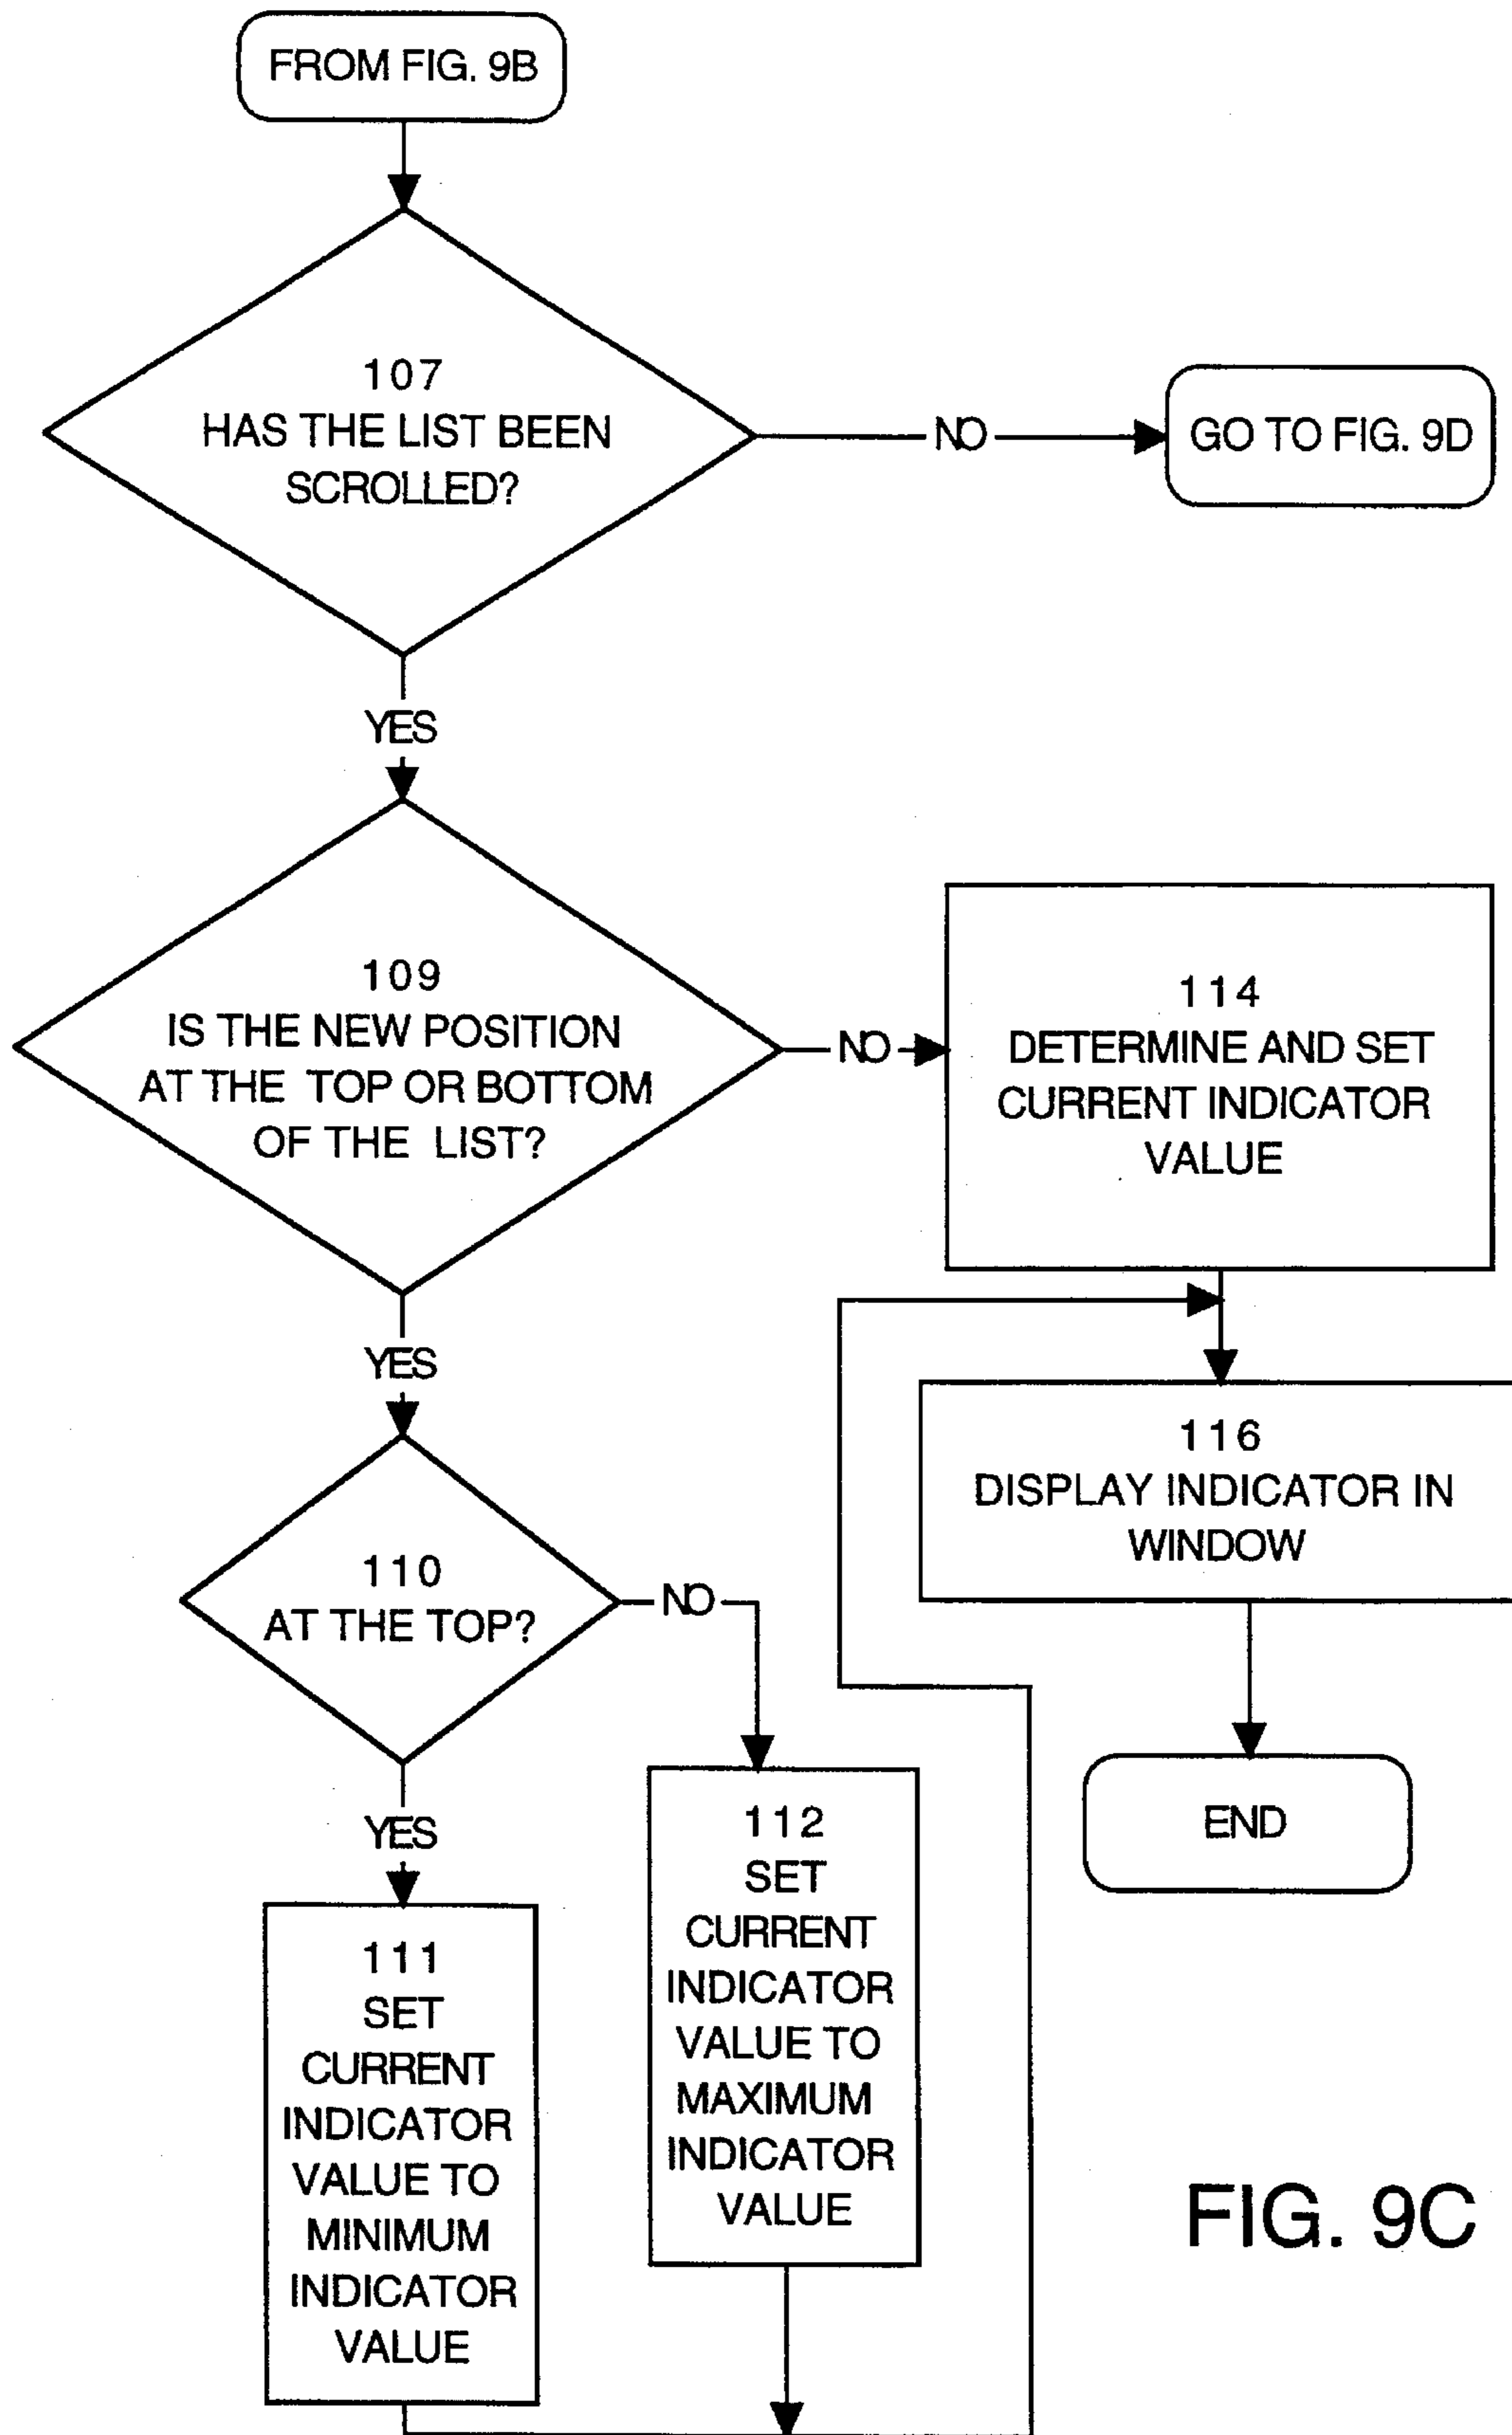 FROM FIG. 9B
107
HAS THE LIST BEEN
SCROLLED?
NO
GO TO FIG. 9D
YES
109
IS THE NEW POSITION
AT THE TOP OR BOTTOM
OF THE LIST?
NO
114
DETERMINE AND SET
CURRENT INDICATOR
VALUE
YES
116
DISPLAY INDICATOR IN
WINDOW
110
AT THE TOP?
NO
END
YES
112
SET
CURRENT
INDICATOR
VALUE TO
MAXIMUM
INDICATOR
VALUE
111
SET
CURRENT
INDICATOR
VALUE TO
MINIMUM
INDICATOR
VALUE
FIG. 9C